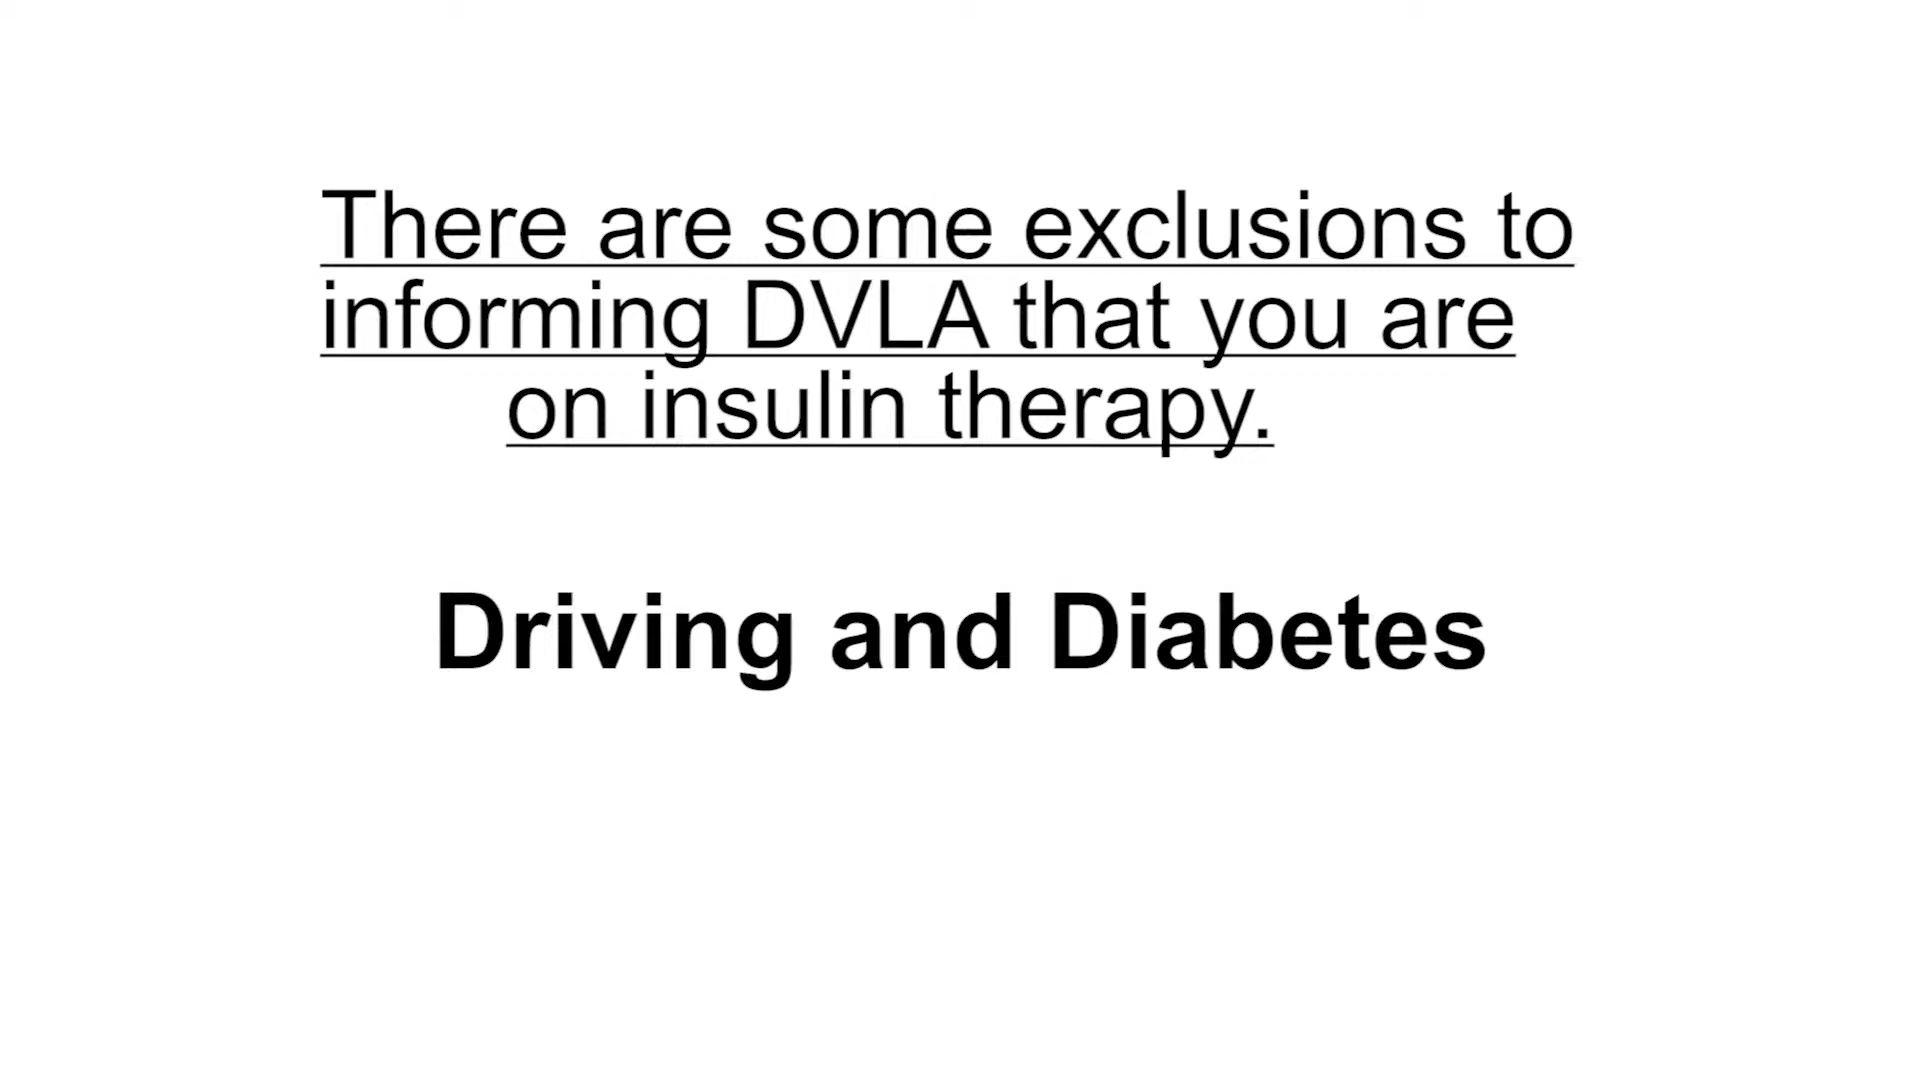 There are some exclusions to
informing DVLA that you are
on insulin therapy.
Driving and Diabetes